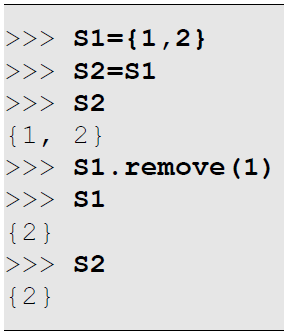 >>> S1={1,2}
>>> S2=S1
>>> S2
{1, 2}
>>> S1.remove(1)
>>> S1
{2}
>>> S2
{2}